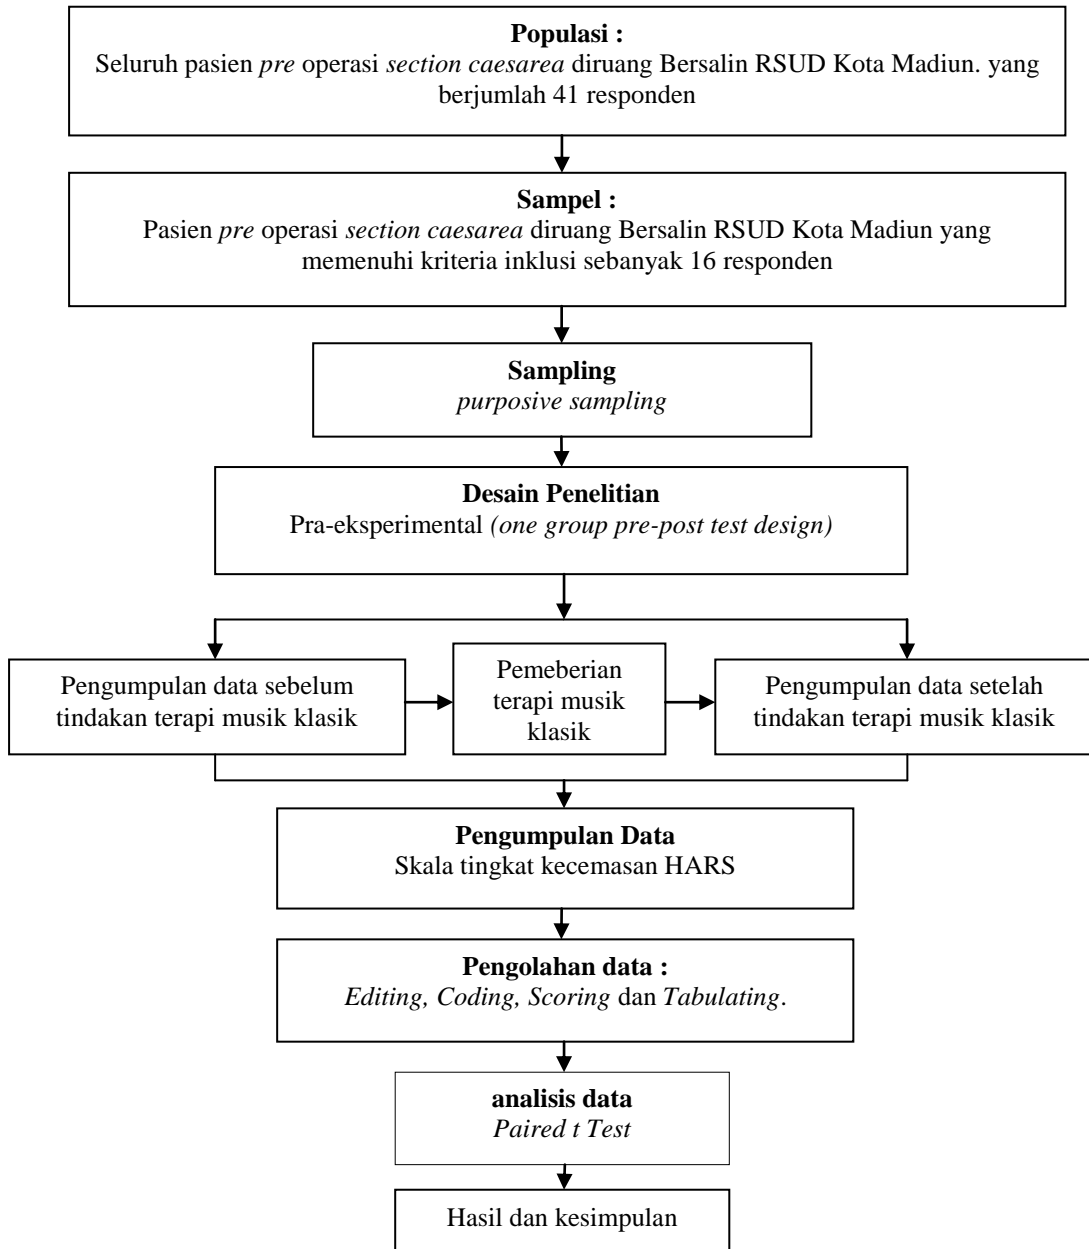 Populasi :
Seluruh pasien pre operasi section caesarea diruang Bersalin RSUD Kota Madiun. yang
berjumlah 41 responden
Sampel :
Pasien pre operasi section caesarea diruang Bersalin RSUD Kota Madiun yang
memenuhi kriteria inklusi sebanyak 16 responden
Sampling
purposive sampling
Desain Penelitian
Pra-eksperimental (one group pre-post test design)
Pengumpulan data sebelum
tindakan terapi musik klasik
Pemeberian
terapi musik
klasik
Pengumpulan data setelah
tindakan terapi musik klasik
Pengumpulan Data
Skala tingkat kecemasan HARS
Pengolahan data :
Editing, Coding, Scoring dan Tabulating.
analisis data
Paired t Test
Hasil dan kesimpulan